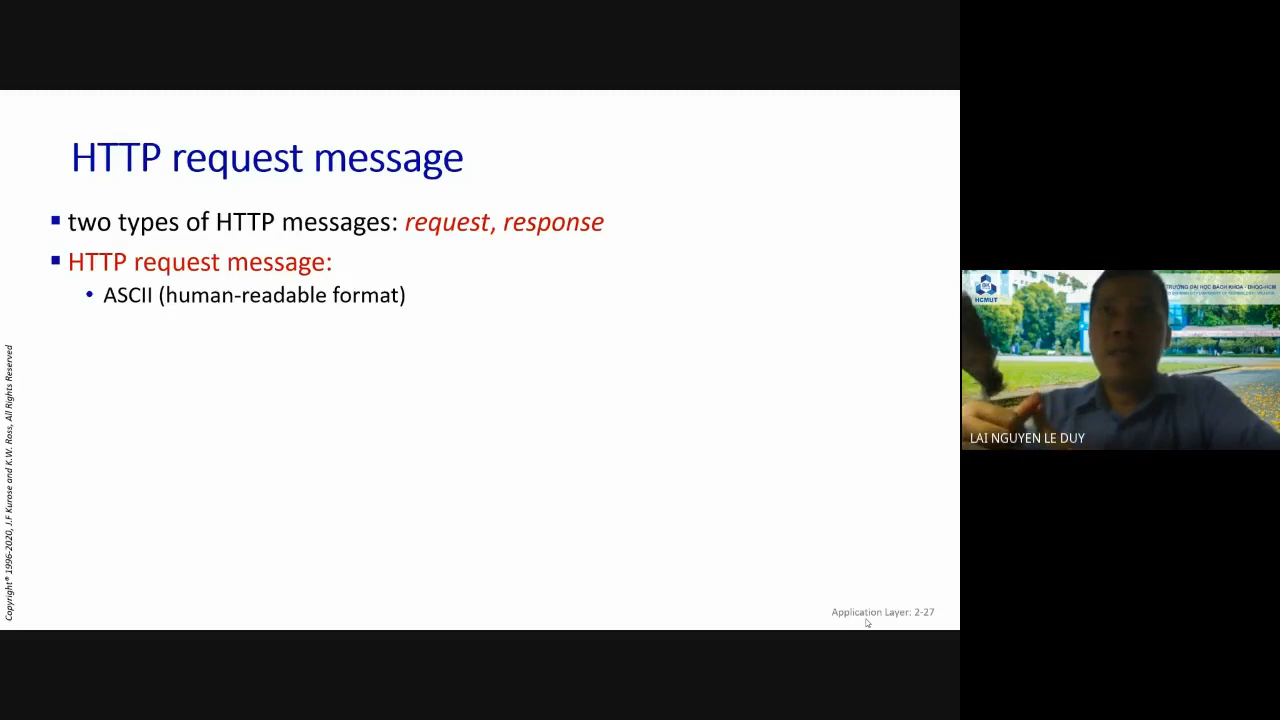 HTTP request message
▪ two types of HTTP messages: request, response
▪ HTTP request message:
• ASCII (human-readable format)
Copyright® 1996-2020, J.F Kurose and K.W. Ross, All Rights Reserved
Application Layer: 2-27
HCMUT
TRƯỜNG ĐẠI HỌC BÁCH KHOA - ĐHQG-HCM
LAI NGUYEN LE DUY